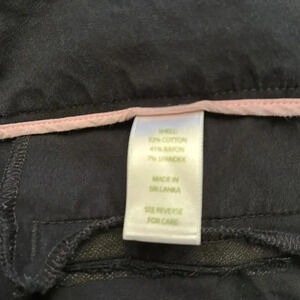 SHELL:
52% COTTON
41% RAYON
7% SPANDEX
MADE IN
SRI LANKA
SEE REVERSE
FOR CARE